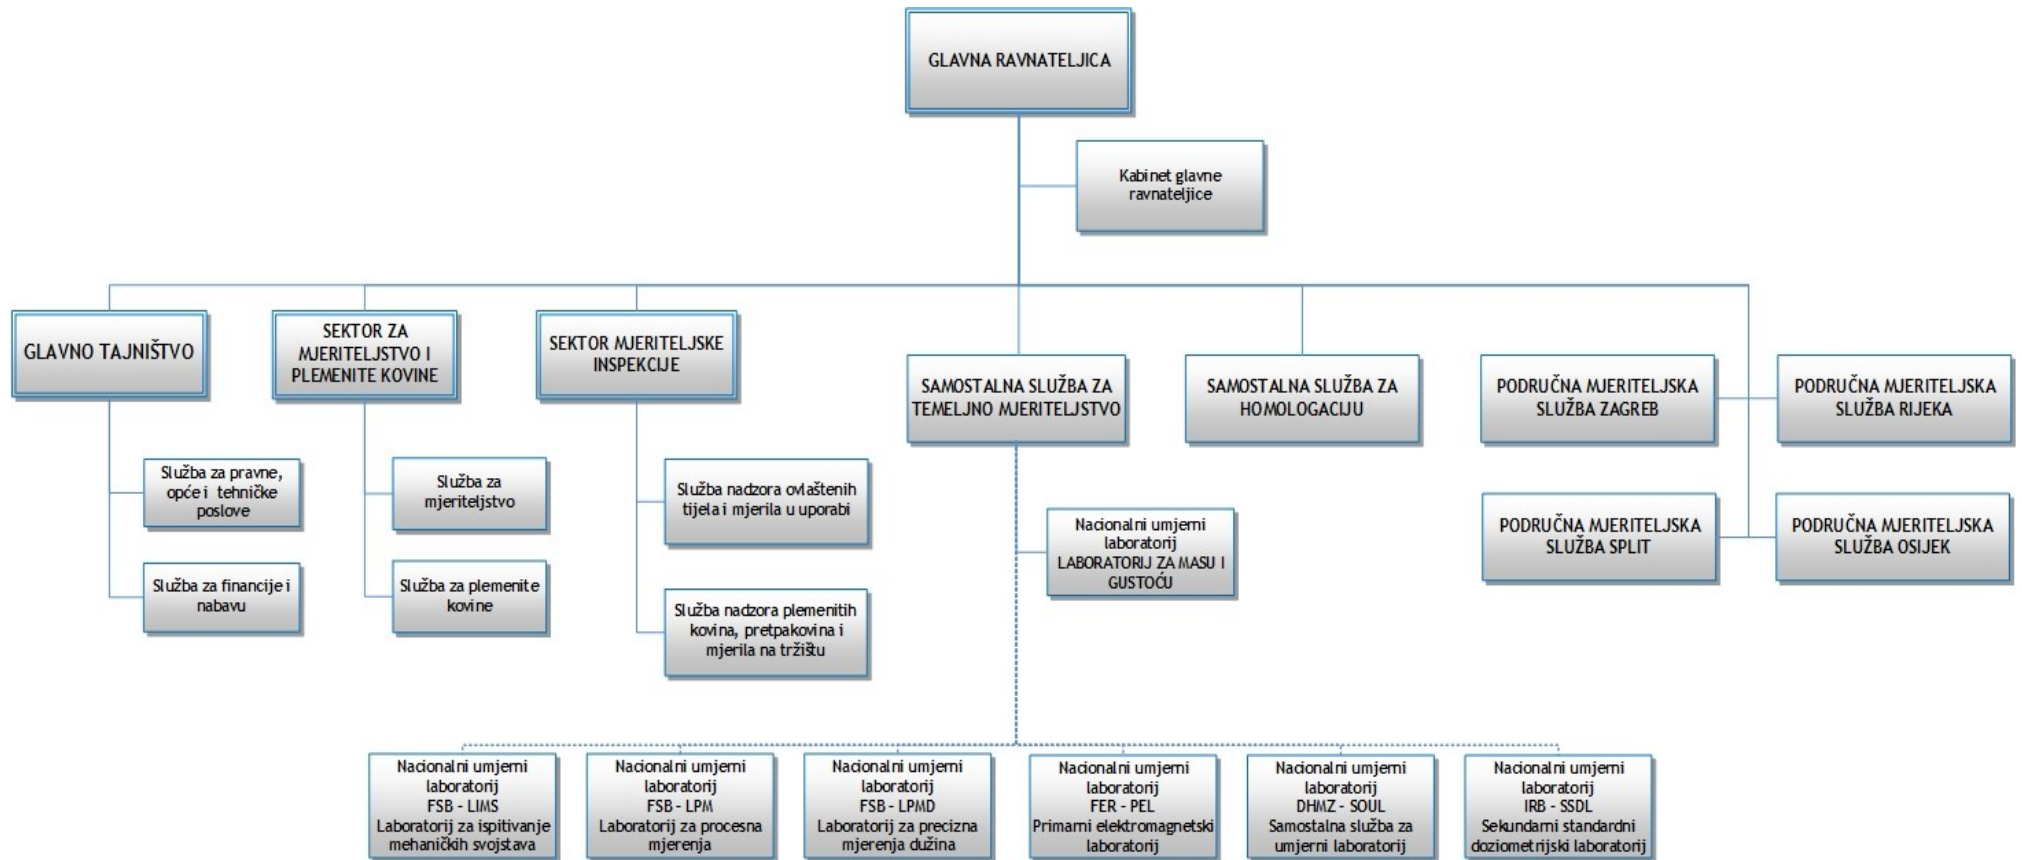 GLAVNA RAVNATELJICA
Kabinet glavne
ravnateljice
GLAVNO TAJNIŠTVO
SEKTOR ZA
MJERITELJSTVO I
PLEMENITE KOVINE
SEKTOR MJERITELJSKE
INSPEKCIJE
SAMOSTALNA SLUŽBA ZA
TEMELJNO MJERITELJSTVO
SAMOSTALNA SLUŽBA ZA
HOMOLOGACIJU
PODRUČNA MJERITELJSKA
SLUŽBA ZAGREB
PODRUČNA MJERITELJSKA
SLUŽBA RIJEKA
Služba za pravne,
opće i tehničke
poslove
Služba za financije i
nabavu
Služba za
mjeriteljstvo
Služba za plemenite
kovine
Služba nadzora ovlaštenih
tijela i mjerila u uporabi
Služba nadzora plemenitih
kovina, pretpakovina i
mjerila na tržištu
Nacionalni umjerni
laboratorij
LABORATORIJ ZA MASU I
GUSTOĆU
PODRUČNA MJERITELJSKA
SLUŽBA SPLIT
PODRUČNA MJERITELJSKA
SLUŽBA OSIJEK
Nacionalni umjerni
laboratorij
FSB - LIMS
Laboratorij za ispitivanje
mehaničkih svojstava
Nacionalni umjerni
laboratorij
FSB - LPM
Laboratorij za procesna
mjerenja
Nacionalni umjerni
laboratorij
FSB - LPMD
Laboratorij za precizna
mjerenja dužina
Nacionalni umjerni
laboratorij
FER - PEL
Primarni elektromagnetski
laboratorij
Nacionalni umjerni
laboratorij
DHMZ - SOUL
Samostalna služba za
umjerni laboratorij
Nacionalni umjerni
laboratorij
IRB - SSDL
Sekundarni standardni
doziometrijski laboratorij